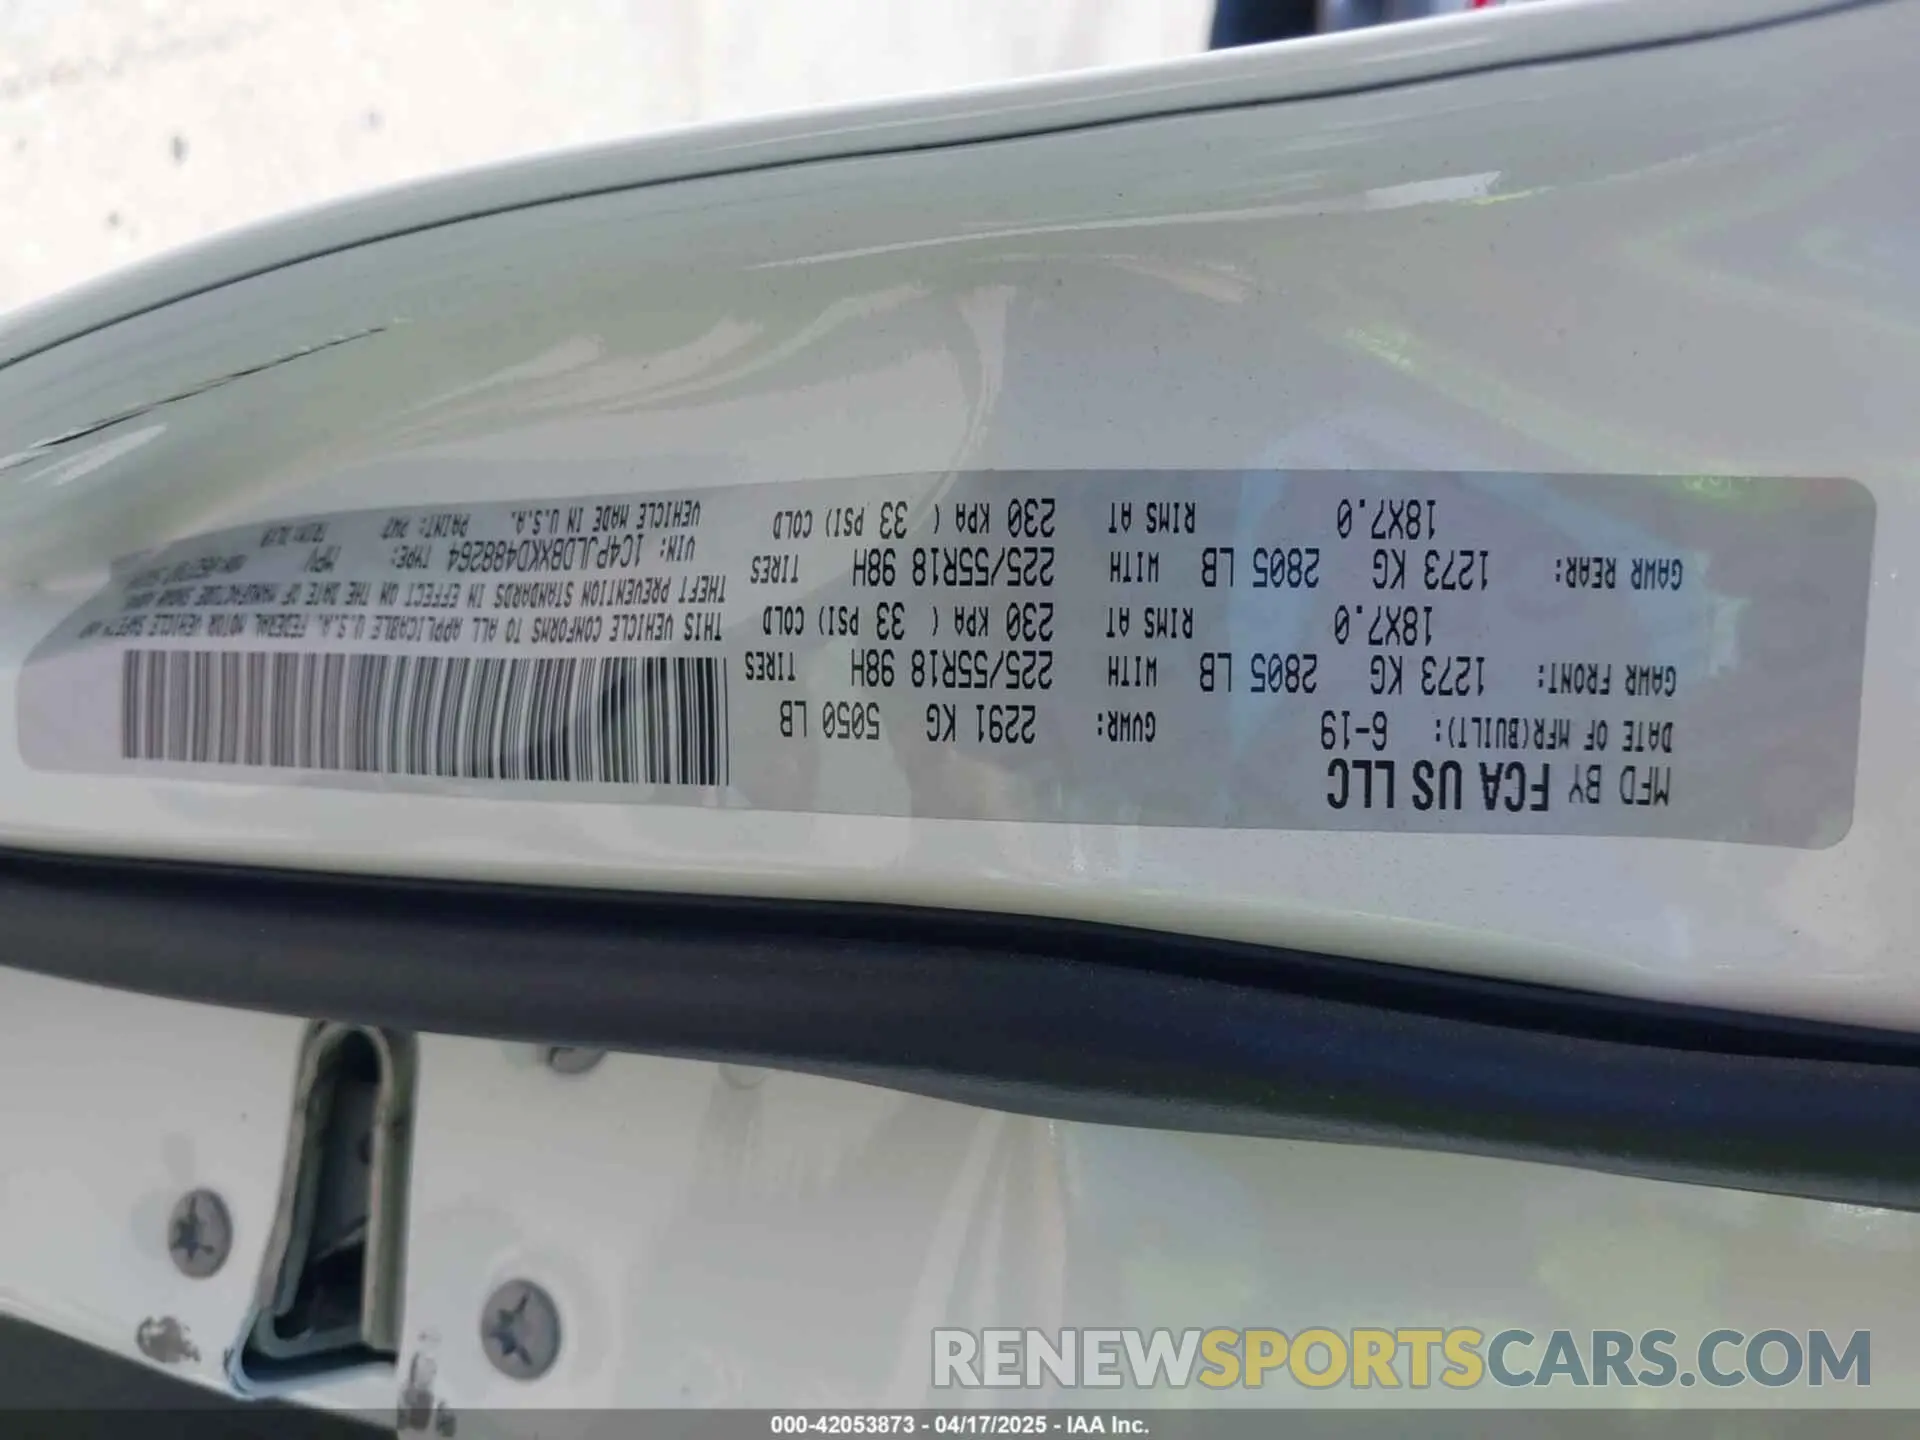 MFD BY FCA US LLC
DATE OF MFR(BUILT): 6-19 GVWR: 2291 KG 5050 LB
GAWR FRONT: 1273 KG 2805 LB WITH TIRES 225/55R18 98H
18X7.0 RIMS AT 230 KPA ( 33 PSI) COLD
GAWR REAR: 1273 KG 2805 LB WITH TIRES 225/55R18 98H
18X7.0 RIMS AT 230 KPA ( 33 PSI) COLD
THIS VEHICLE CONFORMS TO ALL APPLICABLE U.S.A. FEDERAL MOTOR VEHICLE SAFETY AND
THEFT PREVENTION STANDARDS IN EFFECT ON THE DATE OF MANUFACTURE SHOWN ABOVE.
VIN: 1C4PJLDBXKD488264 TYPE: MPV
VEHICLE MADE IN U.S.A. PAINT: PW7 TRIM:
RENEWSPORTSCARS.COM
000-42053873 - 04/17/2025 - IAA Inc.